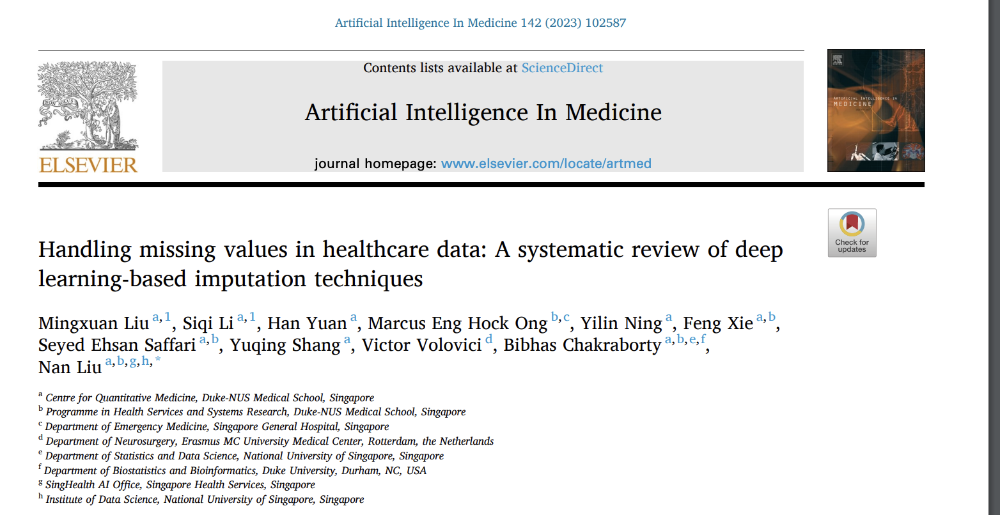 Artificial Intelligence In Medicine 142 (2023) 102587
Contents lists available at ScienceDirect
Artificial Intelligence In Medicine
journal homepage: www.elsevier.com/locate/artmed
NON SOLUS
ELSEVIER
ARTIFICIAL INTELLIGENCE IN
MEDICINE
Check for
updates
Handling missing values in healthcare data: A systematic review of deep
learning-based imputation techniques
Mingxuan Liu a,1, Siqi Li a,1, Han Yuan a, Marcus Eng Hock Ong b,c, Yilin Ning a, Feng Xie a,b,
Seyed Ehsan Saffari a,b, Yuqing Shang a, Victor Volovici d, Bibhas Chakraborty a,b,e,f,
Nan Liu a,b,g,h,*
a Centre for Quantitative Medicine, Duke-NUS Medical School, Singapore
b Programme in Health Services and Systems Research, Duke-NUS Medical School, Singapore
c Department of Emergency Medicine, Singapore General Hospital, Singapore
d Department of Neurosurgery, Erasmus MC University Medical Center, Rotterdam, the Netherlands
e Department of Statistics and Data Science, National University of Singapore, Singapore
f Department of Biostatistics and Bioinformatics, Duke University, Durham, NC, USA
g SingHealth AI Office, Singapore Health Services, Singapore
h Institute of Data Science, National University of Singapore, Singapore